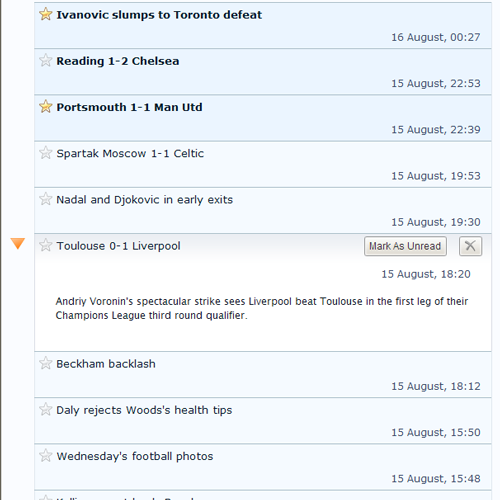 Ivanovic slumps to Toronto defeat
16 August, 00:27
Reading 1-2 Chelsea
15 August, 22:53
Portsmouth 1-1 Man Utd
15 August, 22:39
Spartak Moscow 1-1 Celtic
15 August, 19:53
Nadal and Djokovic in early exits
15 August, 19:30
Toulouse 0-1 Liverpool
Mark As Unread
15 August, 18:20
Andriy Voronin's spectacular strike sees Liverpool beat Toulouse in the first leg of their
Champions League third round qualifier.
Beckham backlash
15 August, 18:12
Daly rejects Woods's health tips
15 August, 15:50
Wednesday's football photos
15 August, 15:48